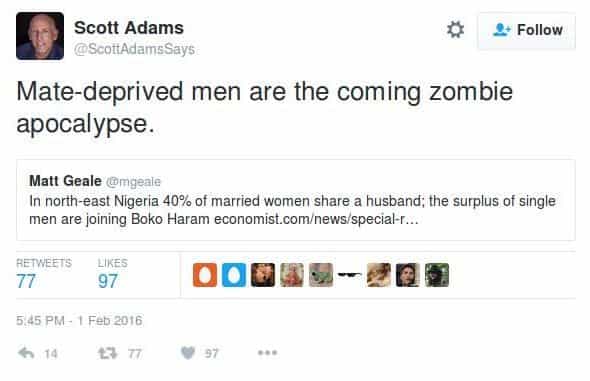 Scott Adams
@ScottAdamsSays
Follow
Mate-deprived men are the coming zombie
apocalypse.
Matt Geale @mgeale
In north-east Nigeria 40% of married women share a husband; the surplus of single
men are joining Boko Haram economist.com/news/special-r…
RETWEETS LIKES
77 97
5:45 PM - 1 Feb 2016
14 77 97